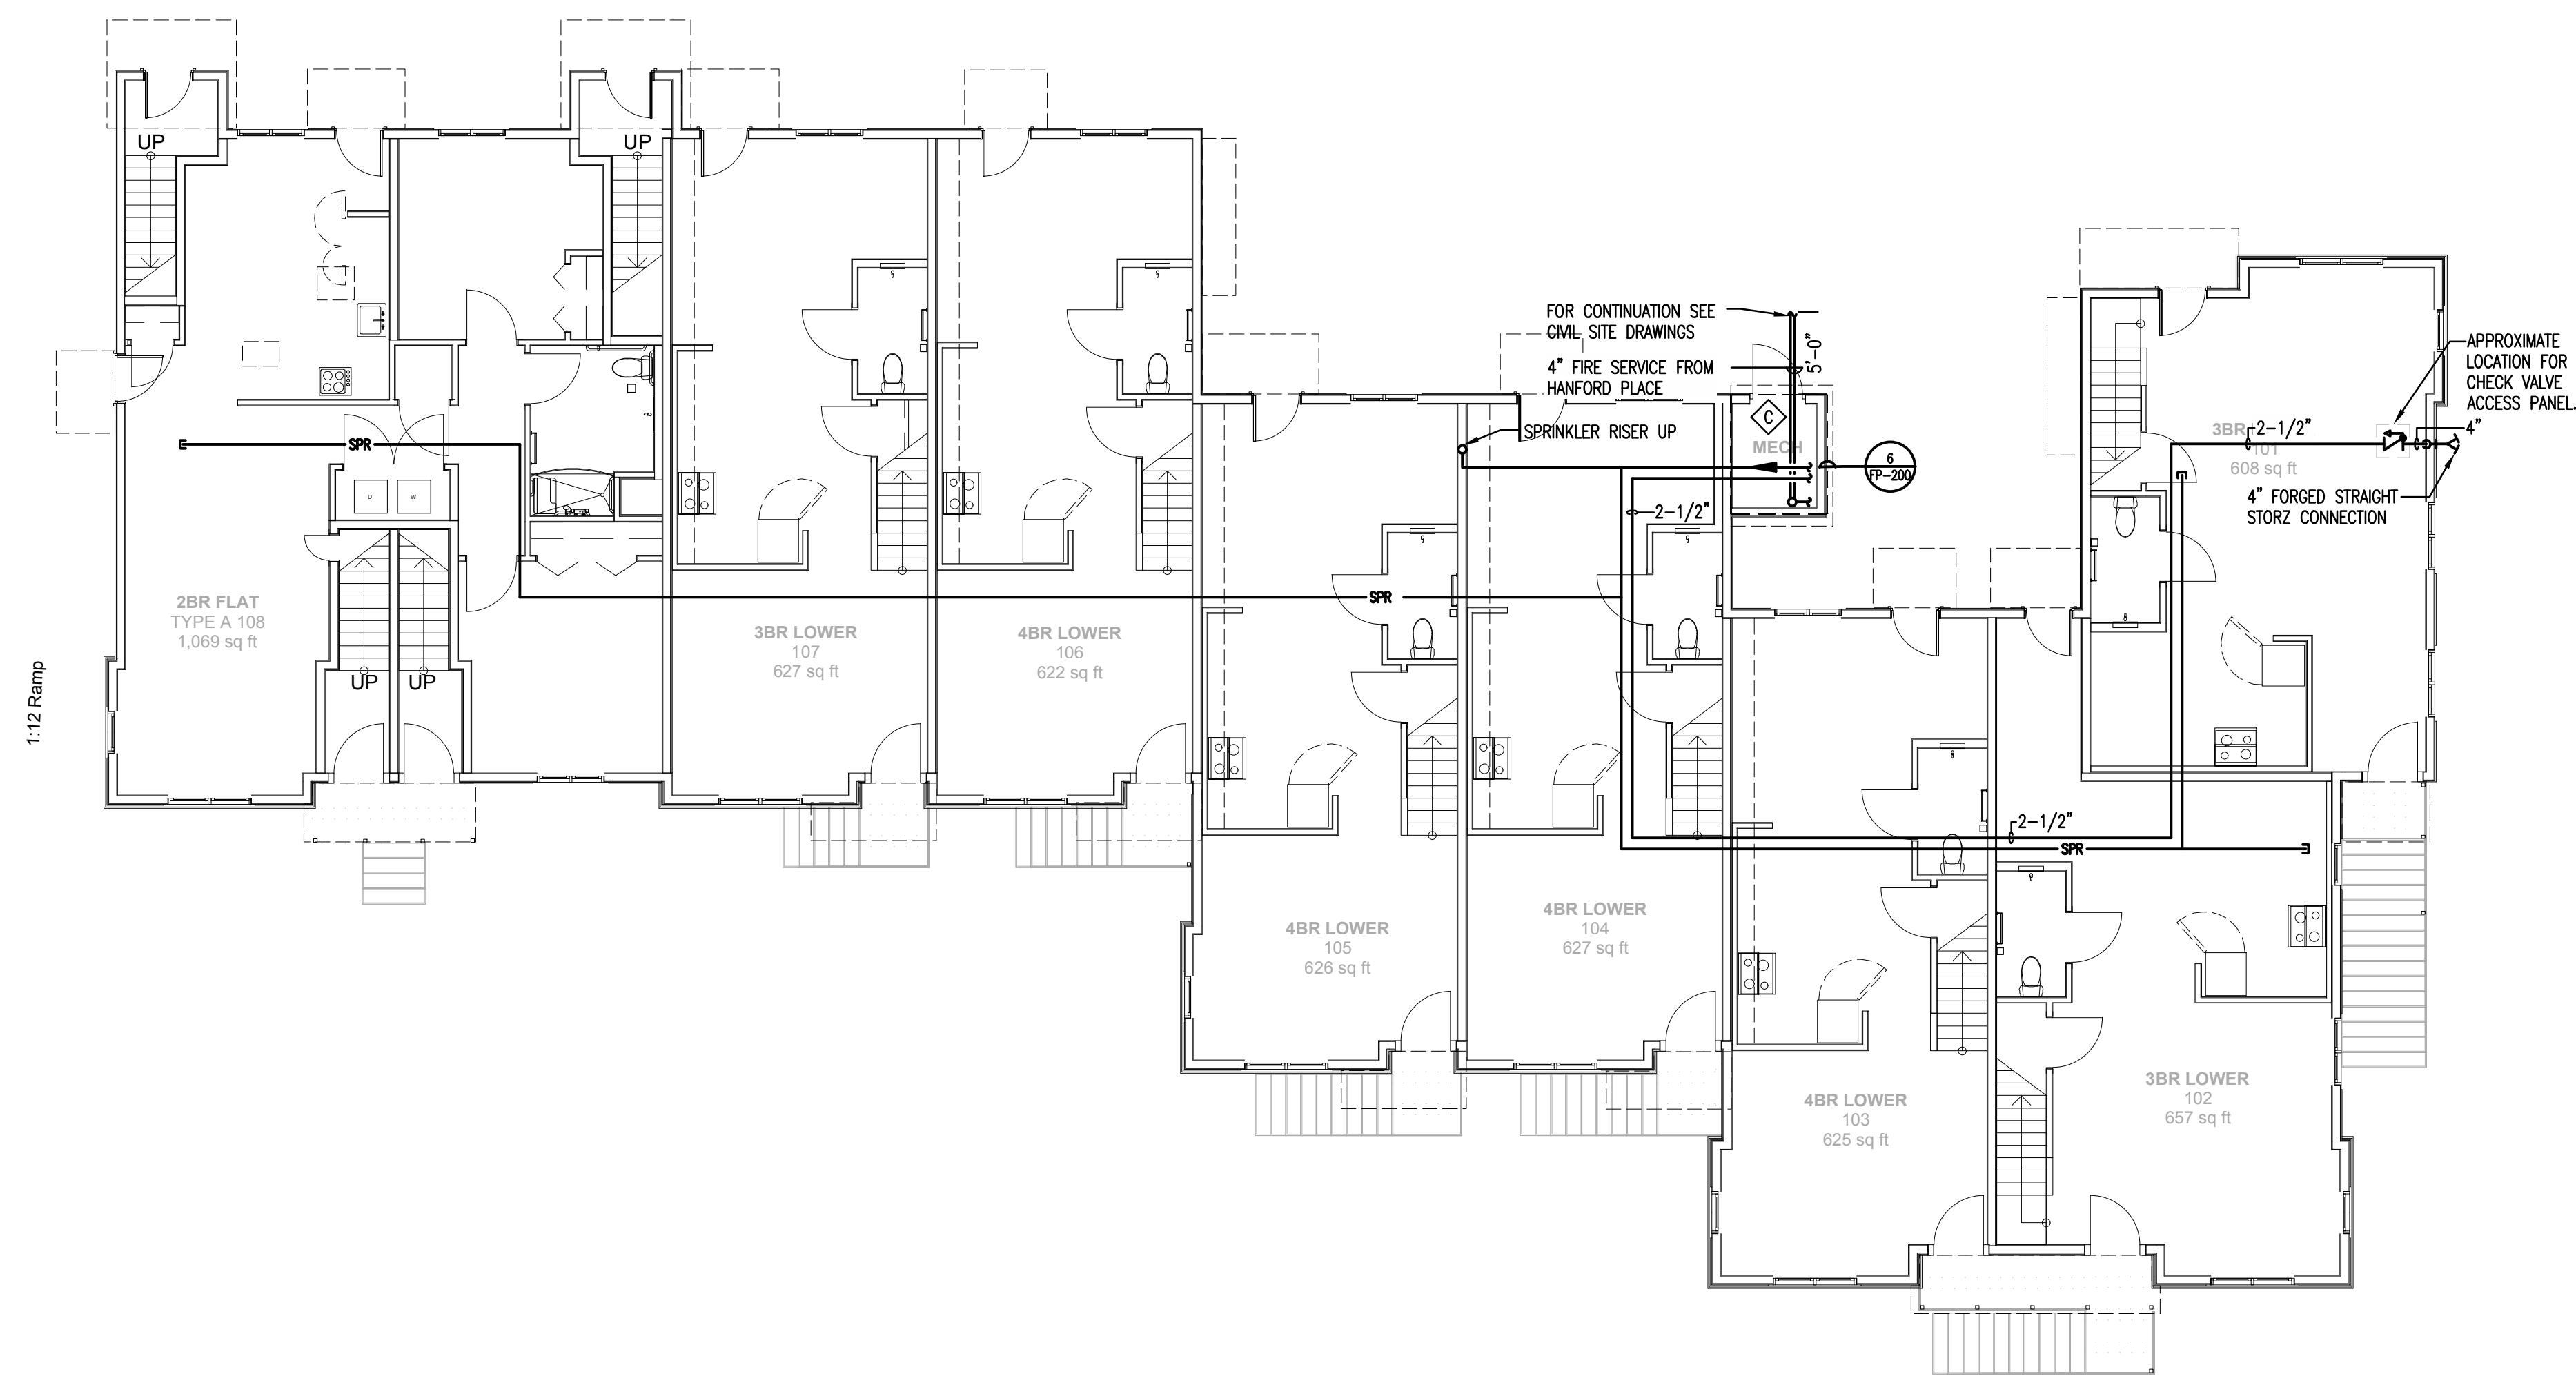 UP
UP
FOR CONTINUATION SEE
CIVIL SITE DRAWINGS
5'-0"
4" FIRE SERVICE FROM
HANFORD PLACE
C
MECH
SPRINKLER RISER UP
6
FP-200
APPROXIMATE
LOCATION FOR
CHECK VALVE
ACCESS PANEL.
3BR
101
608 sq ft
2-1/2"
4"
4" FORGED STRAIGHT
STORZ CONNECTION
SPR
D
W
2-1/2"
SPR
2BR FLAT
TYPE A 108
1,069 sq ft
3BR LOWER
107
627 sq ft
4BR LOWER
106
622 sq ft
UP
UP
1:12 Ramp
2-1/2"
SPR
4BR LOWER
105
626 sq ft
4BR LOWER
104
627 sq ft
4BR LOWER
103
625 sq ft
3BR LOWER
102
657 sq ft